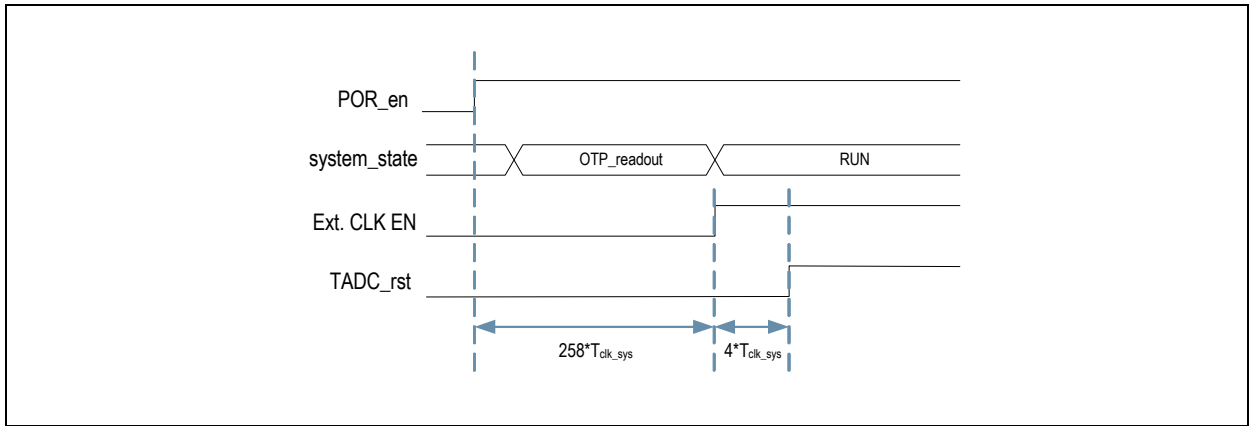 POR_en
system_state
OTP_readout
RUN
Ext. CLK EN
TADC_rst
258*Tclk_sys
4*Tclk_sys